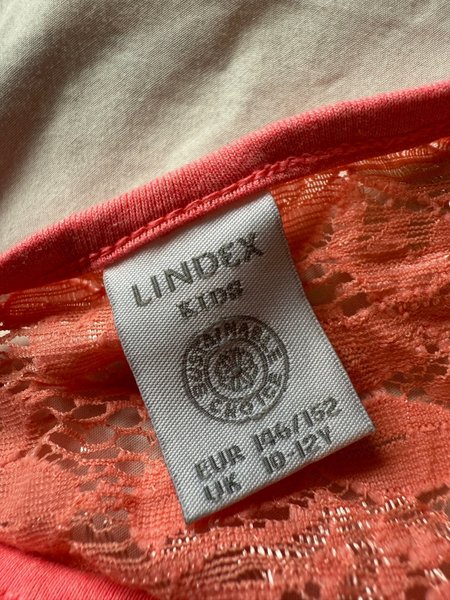 LINDEX
KIDS
SUSTAINABLE
CHOICE
EUR 146/152
UK 10-12Y